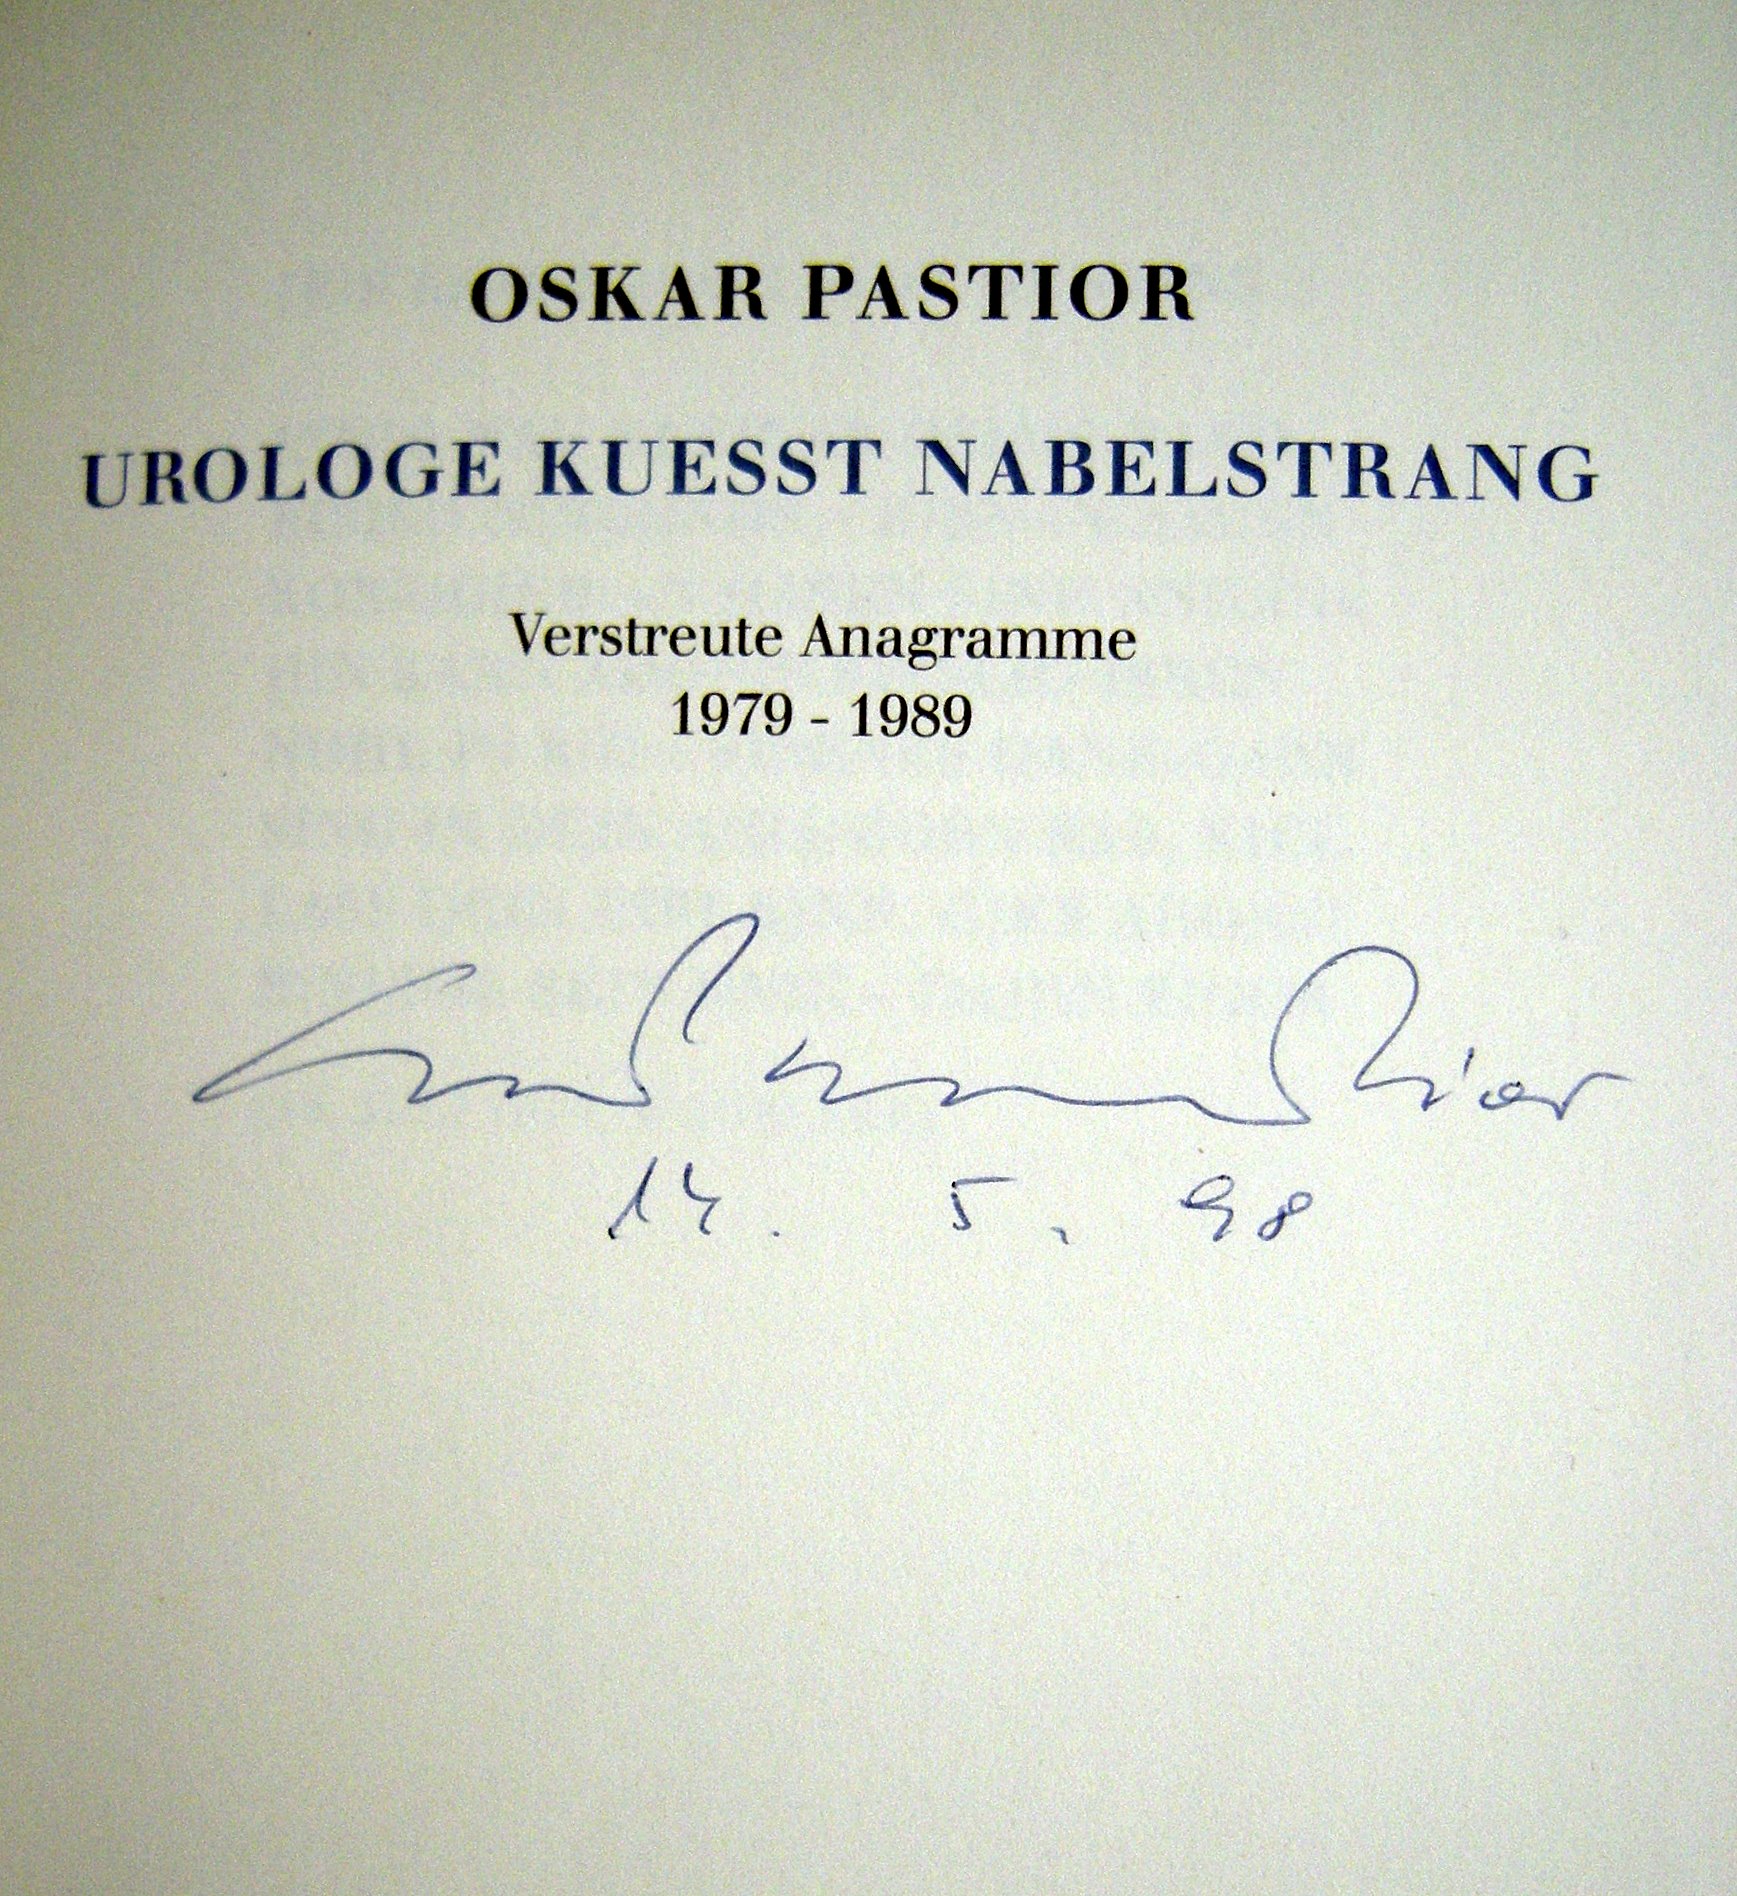 OSKAR PASTIOR
UROLOGE KUESST NABELSTRANG
Verstreute Anagramme
1979 - 1989
14. 5. 98